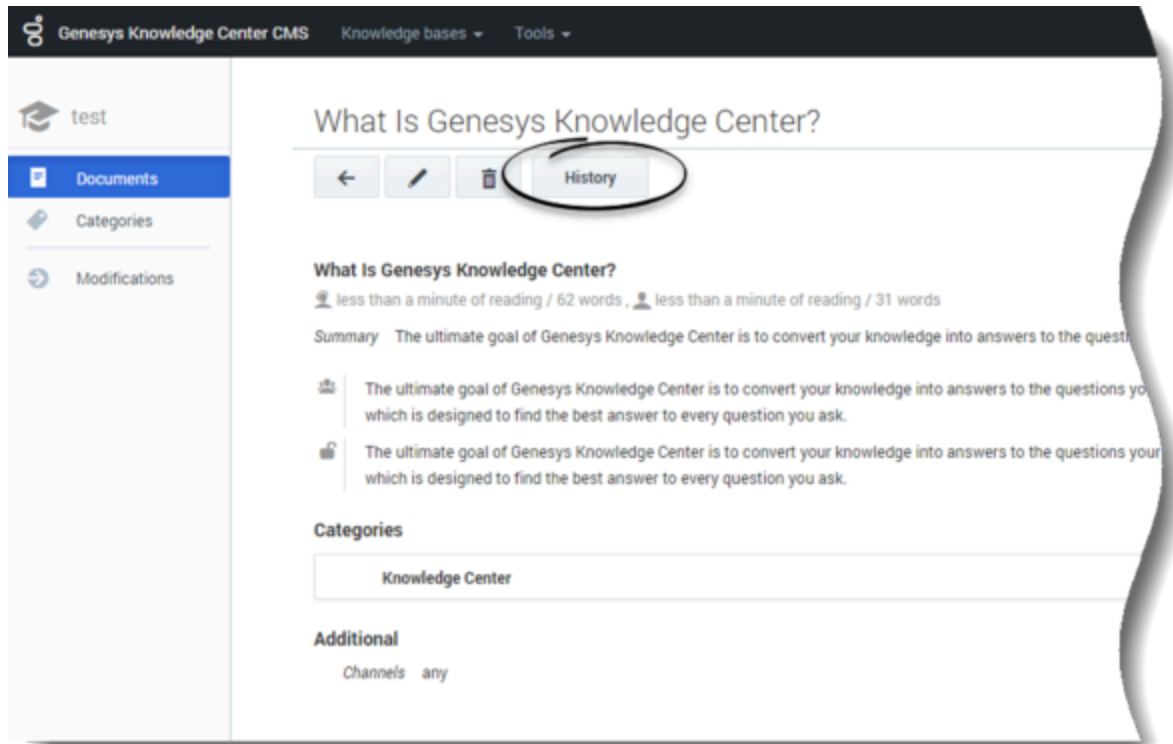 Genesys Knowledge Center CMS Knowledge bases Tools
test
Documents
Categories
Modifications
What Is Genesys Knowledge Center?
History
What Is Genesys Knowledge Center?
less than a minute of reading / 62 words , less than a minute of reading / 31 words
Summary The ultimate goal of Genesys Knowledge Center is to convert your knowledge into answers to the
The ultimate goal of Genesys Knowledge Center is to convert your knowledge into answers to the questions
which is designed to find the best answer to every question you ask.
The ultimate goal of Genesys Knowledge Center is to convert your knowledge into answers to the questions your
which is designed to find the best answer to every question you ask.
Categories
Knowledge Center
Additional
Channels any